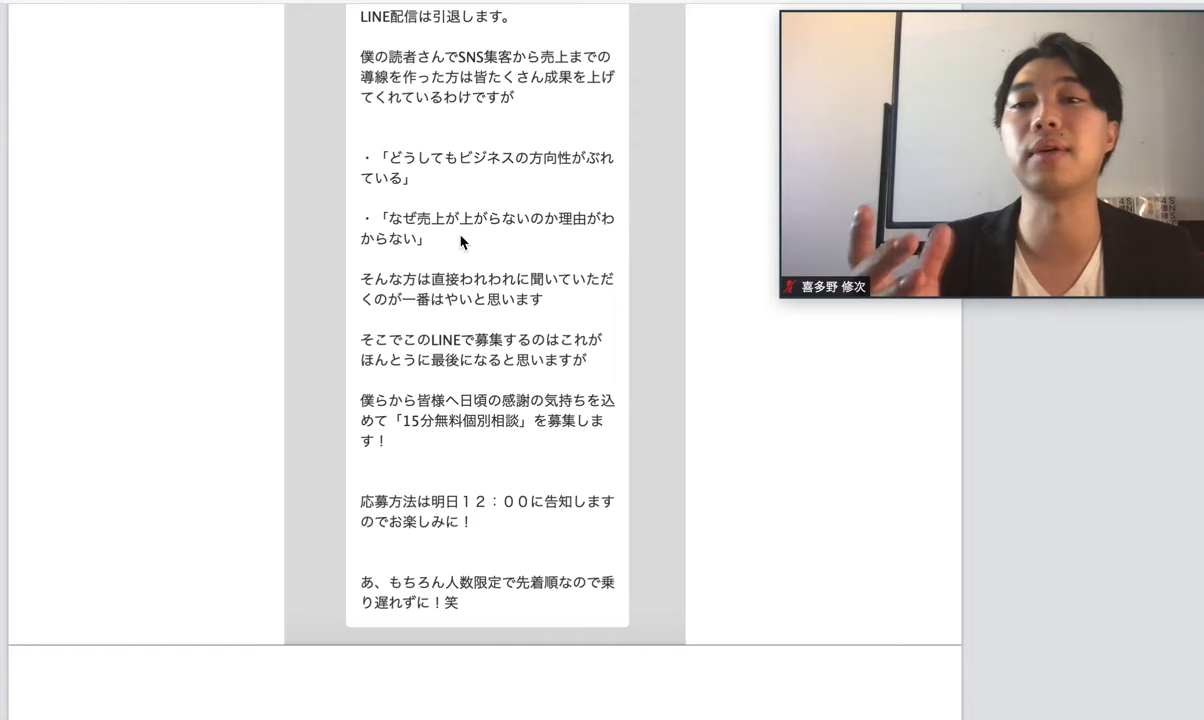 LINE配信は引退します。
僕の読者さんでSNS集客から売上までの
導線を作った方は皆たくさん成果を上げ
てくれているわけですが
・「どうしてもビジネスの方向性がぶれ
ている」
・「なぜ売上が上がらないのか理由がわ
からない」
そんな方は直接われわれに聞いていただ
くのが一番はやいと思います
そこでこのLINEで募集するのはこれが
ほんとうに最後になると思いますが
僕らから皆様へ日頃の感謝の気持ちを込
めて「15分無料個別相談」を募集しま
す！
応募方法は明日１２：００に告知します
のでお楽しみに！
あ、もちろん人数限定で先着順なので乗
り遅れずに！笑
喜多野 修次